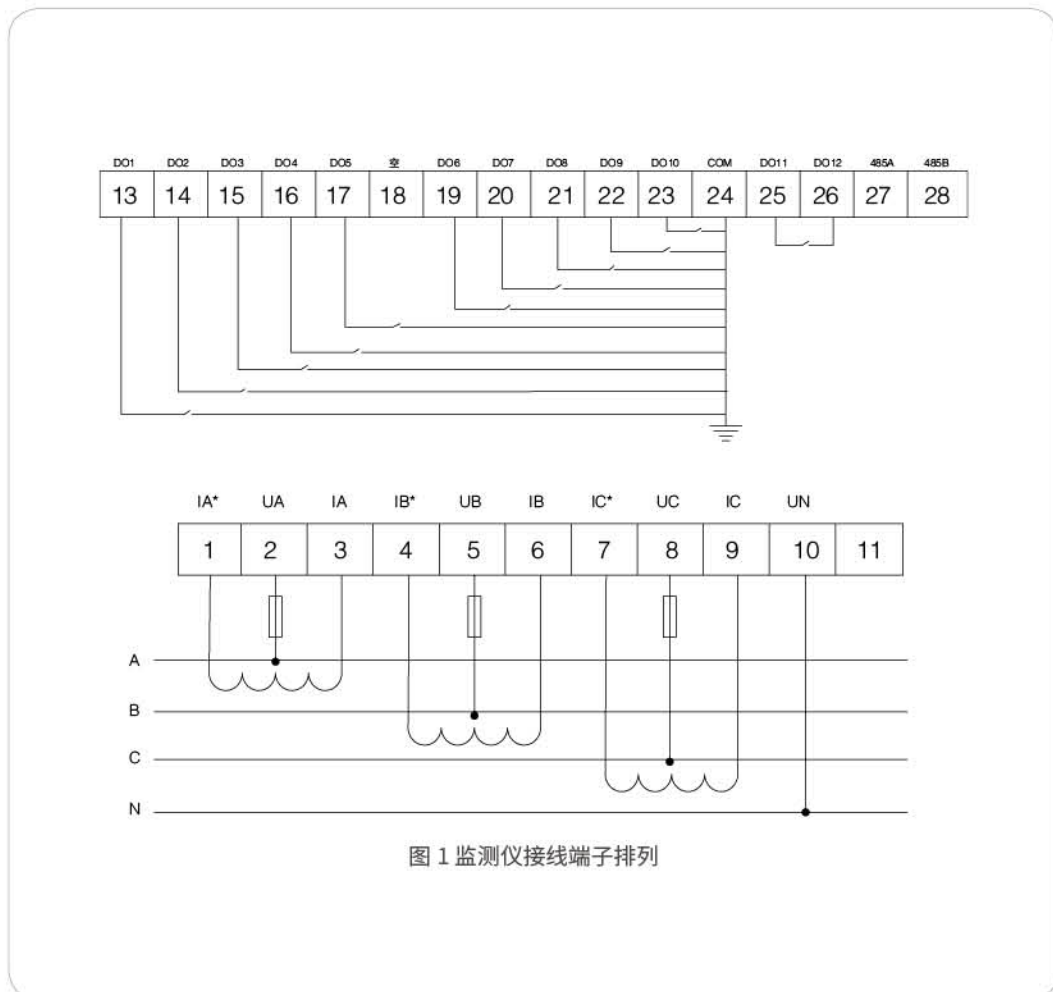 DO1 DO2 DO3 DO4 DO5 空 DO6 DO7 DO8 DO9 DO10 COM DO11 DO12 485A 485B
13 14 15 16 17 18 19 20 21 22 23 24 25 26 27 28
IA* UA IA IB* UB IB IC* UC IC UN
1 2 3 4 5 6 7 8 9 10 11
A
B
C
N
图 1 监测仪接线端子排列